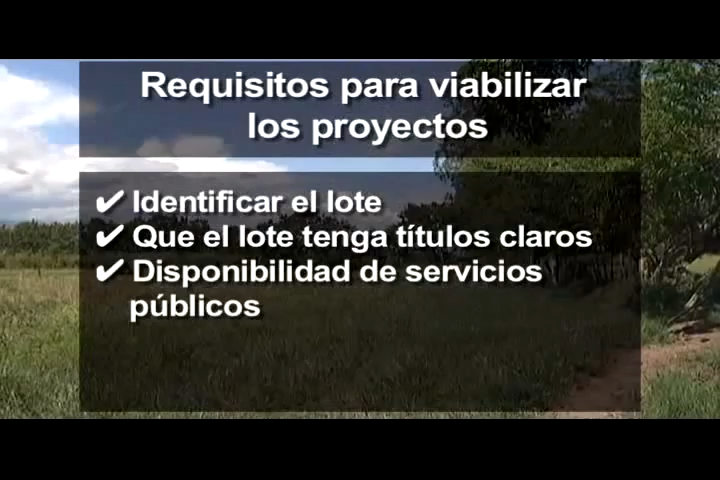 Requisitos para viabilizar
los proyectos
✔ Identificar el lote
✔ Que el lote tenga títulos claros
✔ Disponibilidad de servicios
públicos